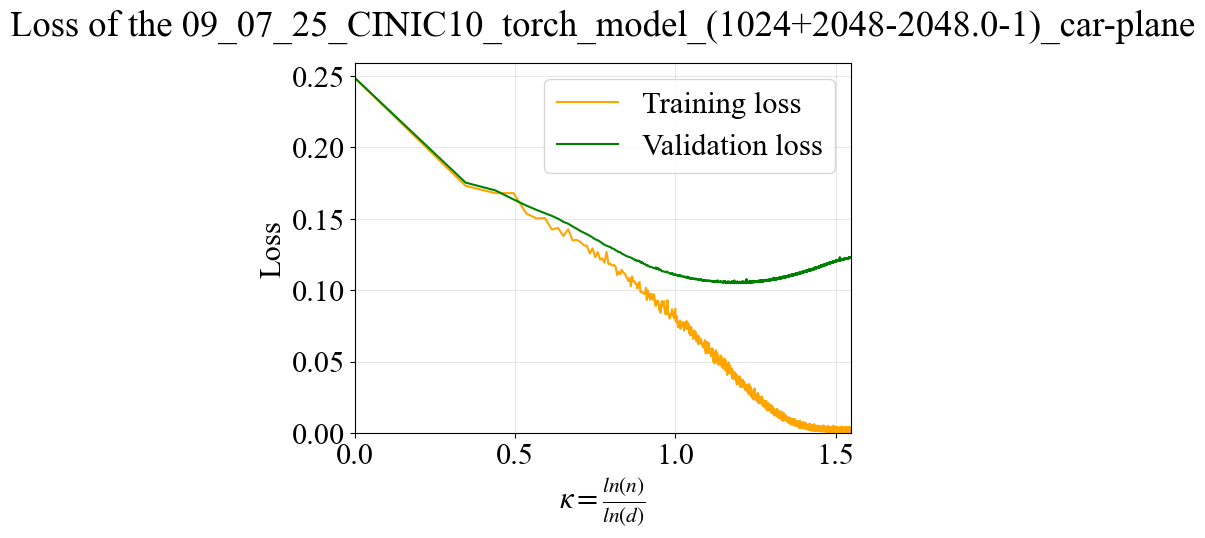 Loss of the 09_07_25_CINIC10_torch_model_(1024+2048-2048.0-1)_car-plane
Training loss
Validation loss
0.25
0.20
0.15
0.10
0.05
0.00
Loss
0.0 0.5 1.0 1.5
κ = ln(n)/ln(d)